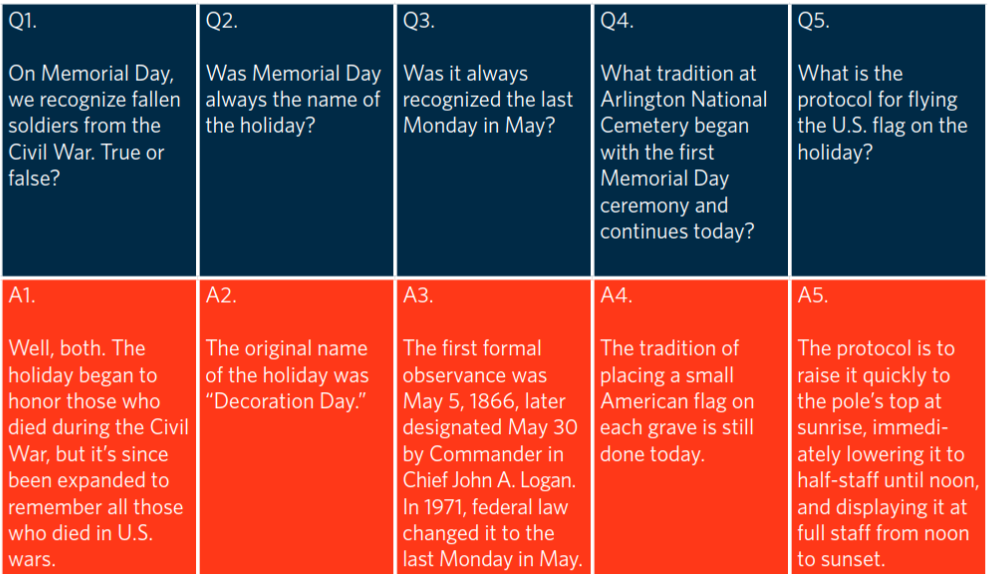 Q1.
On Memorial Day,
we recognize fallen
soldiers from the
Civil War. True or
false?
Q2.
Was Memorial Day
always the name of
the holiday?
Q3.
Was it always
recognized the last
Monday in May?
Q4.
What tradition at
Arlington National
Cemetery began
with the first
Memorial Day
ceremony and
continues today?
Q5.
What is the
protocol for flying
the U.S. flag on the
holiday?
A1.
Well, both. The
holiday began to
honor those who
died during the Civil
War, but it's since
been expanded to
remember all those
who died in U.S.
wars.
A2.
The original name
of the holiday was
“Decoration Day.”
A3.
The first formal
observance was
May 5, 1866, later
designated May 30
by Commander in
Chief John A. Logan.
In 1971, federal law
changed it to the
last Monday in May.
A4.
The tradition of
placing a small
American flag on
each grave is still
done today.
A5.
The protocol is to
raise it quickly to
the pole's top at
sunrise, immedi-
ately lowering it to
half-staff until noon,
and displaying it at
full staff from noon
to sunset.